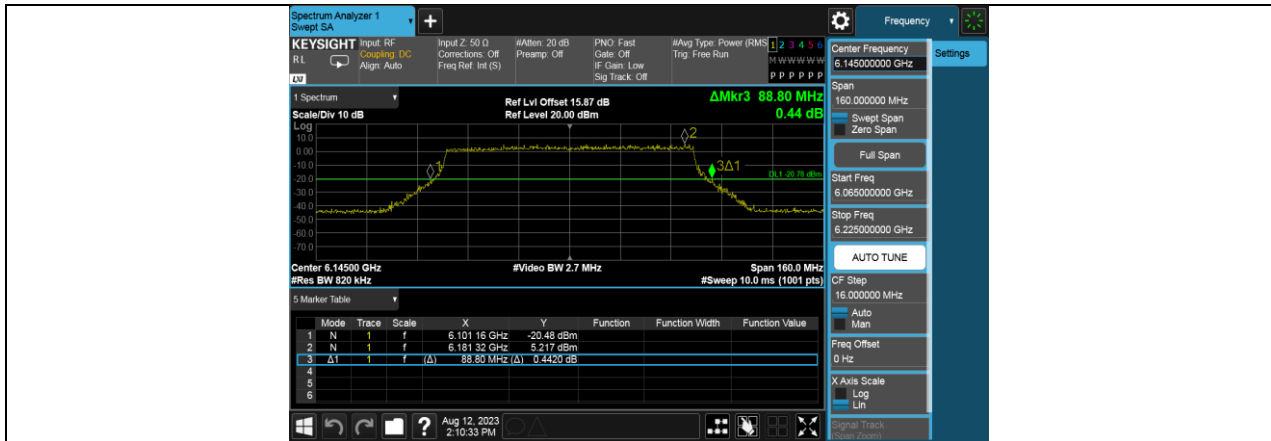 Spectrum Analyzer 1
Swept SA
+
Frequency
KEYSIGHT
RL
LXI
Input: RF
Coupling: DC
Align: Auto
Input Z: 50 Ω
Corrections: Off
Freq Ref: Int (S)
#Atten: 20 dB
Preamp: Off
PNO: Fast
Gate: Off
IF Gain: Low
Sig Track: Off
#Avg Type: Power (RMS
Trig: Free Run
1 2 3 4 5 6
M W W W W W
P P P P P P
1 Spectrum
Scale/Div 10 dB
Ref Lvl Offset 15.87 dB
Ref Level 20.00 dBm
ΔMkr3 88.80 MHz
0.44 dB
Log
10.0
0.00
-10.0
-20.0
-30.0
-40.0
-50.0
-60.0
-70.0
1
2
3Δ1
DL1 -20.78 dBm
Center 6.14500 GHz
#Video BW 2.7 MHz
Span 160.0 MHz
#Res BW 820 kHz
#Sweep 10.0 ms (1001 pts)
5 Marker Table
Mode Trace Scale X Y Function Function Width Function Value
1 N 1 f 6.101 16 GHz -20.48 dBm
2 N 1 f 6.181 32 GHz 5.217 dBm
3 Δ1 1 f (Δ) 88.80 MHz (Δ) 0.4420 dB
4
5
6
?
Aug 12, 2023
2:10:33 PM
Center Frequency
6.145000000 GHz
Settings
Span
160.000000 MHz
Swept Span
Zero Span
Full Span
Start Freq
6.065000000 GHz
Stop Freq
6.225000000 GHz
AUTO TUNE
CF Step
16.000000 MHz
Auto
Man
Freq Offset
0 Hz
X Axis Scale
Log
Lin
Signal Track
(Span Zoom)